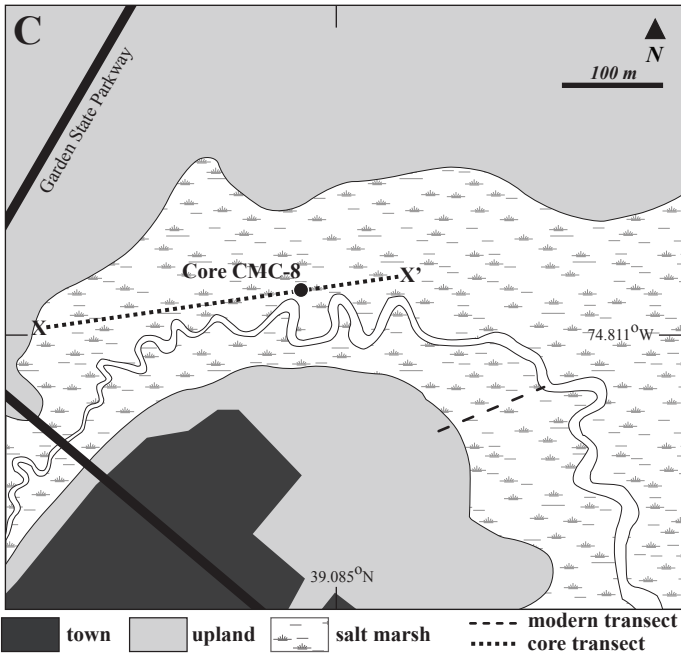 C
Garden State Parkway
N
100 m
Core CMC-8
X'
X
74.811°W
39.085°N
town
upland
salt marsh
modern transect
core transect